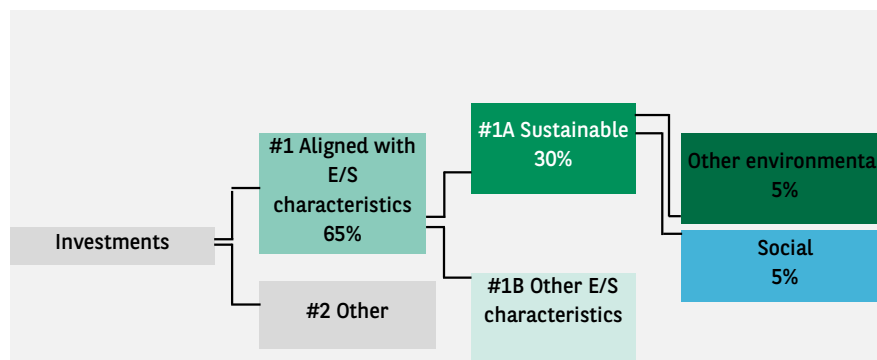 Investments
#1 Aligned with
E/S
characteristics
65%
#2 Other
#1A Sustainable
30%
#1B Other E/S
characteristics
Other environmenta
5%
Social
5%